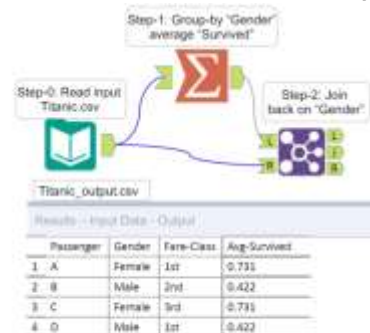 Step-1: Group-by "Gender"
average "Survived"
Step-0: Read input
Titanic.csv
Step-2: Join
back on "Gender"
L
R
L
J
R
Titanic_output.csv
Results - Input Data - Output
Passenger Gender Fare-Class Avg-Survived
1 A Female 1st 0.731
2 B Male 2nd 0.422
3 C Female 3rd 0.731
4 D Male 1st 0.422